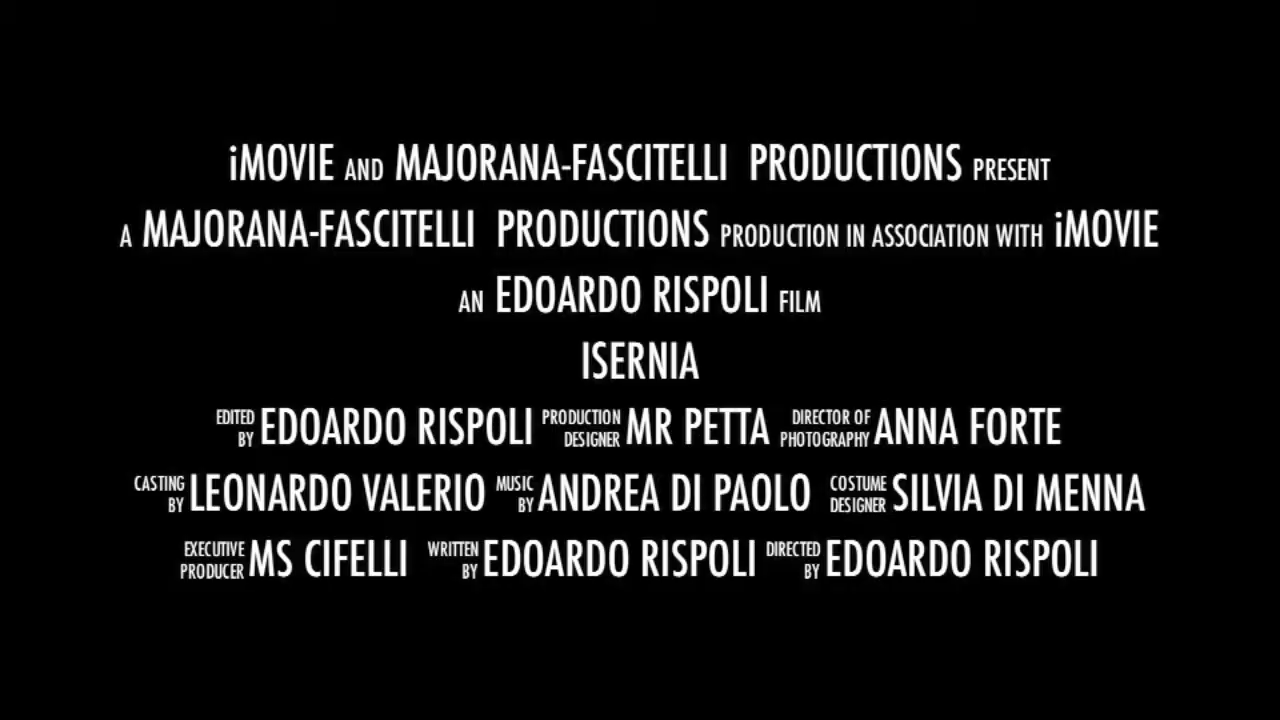 iMOVIE AND MAJORANA-FASCITELLI PRODUCTIONS PRESENT
A MAJORANA-FASCITELLI PRODUCTIONS PRODUCTION IN ASSOCIATION WITH iMOVIE
AN EDOARDO RISPOLI FILM
ISERNIA
EDITED BY EDOARDO RISPOLI PRODUCTION DESIGNER MR PETTA DIRECTOR OF PHOTOGRAPHY ANNA FORTE
CASTING BY LEONARDO VALERIO MUSIC BY ANDREA DI PAOLO COSTUME DESIGNER SILVIA DI MENNA
EXECUTIVE PRODUCER MS CIFELLI WRITTEN BY EDOARDO RISPOLI DIRECTED BY EDOARDO RISPOLI